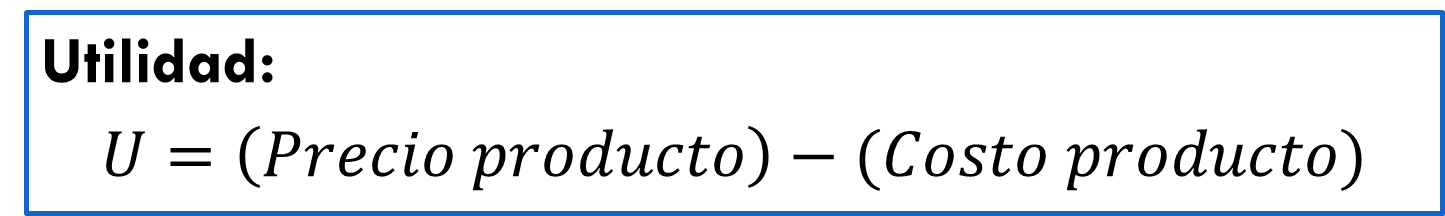 Utilidad:
U = (Precio producto) − (Costo producto)